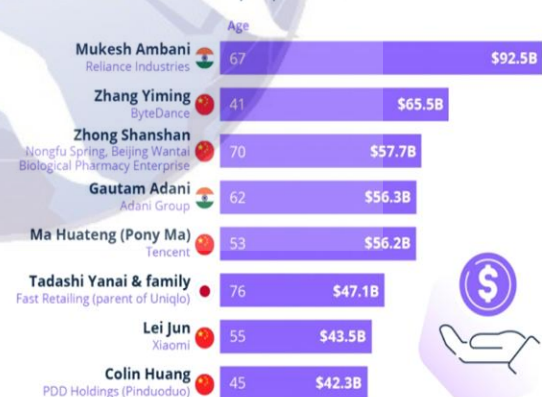 Age
Mukesh Ambani
Reliance Industries
67
$92.5B
Zhang Yiming
ByteDance
41
$65.5B
Zhong Shanshan
Nongfu Spring, Beijing Wantai
Biological Pharmacy Enterprise
70
$57.7B
Gautam Adani
Adani Group
62
$56.3B
Ma Huateng (Pony Ma)
Tencent
53
$56.2B
Tadashi Yanai & family
Fast Retailing (parent of Uniqlo)
76
$47.1B
Lei Jun
Xiaomi
55
$43.5B
Colin Huang
PDD Holdings (Pinduoduo)
45
$42.3B
$